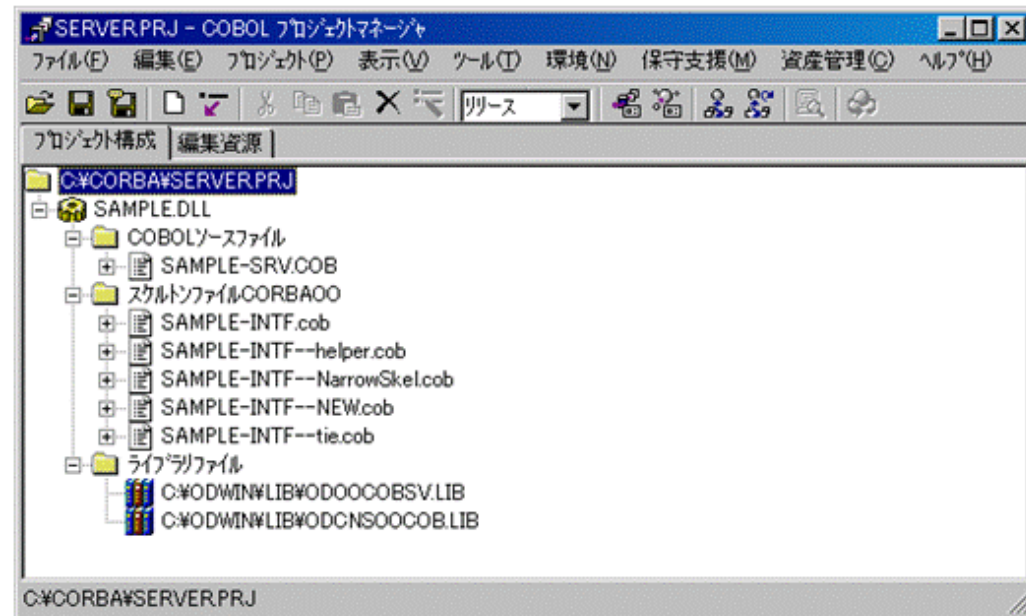 SERVER.PRJ - COBOL プロジェクトマネージャ
ファイル(F) 編集(E) プロジェクト(P) 表示(V) ツール(T) 環境(N) 保守支援(M) 資産管理(C) ヘルプ(H)
リリース
プロジェクト構成 編集資源
C:¥CORBA¥SERVER.PRJ
SAMPLE.DLL
COBOLソースファイル
SAMPLE-SRV.COB
スケルトンファイルCORBAOO
SAMPLE-INTF.cob
SAMPLE-INTF--helper.cob
SAMPLE-INTF--NarrowSkel.cob
SAMPLE-INTF--NEW.cob
SAMPLE-INTF--tie.cob
ライブラリファイル
C:¥ODWIN¥LIB¥ODOOCOBSV.LIB
C:¥ODWIN¥LIB¥ODCNSOOCOB.LIB
C:¥CORBA¥SERVER.PRJ